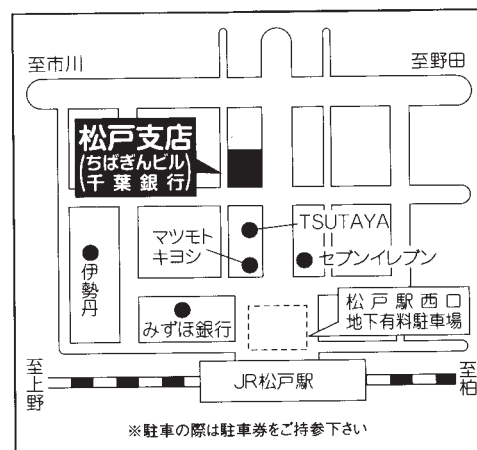 至市川
至野田
松戸支店
(ちばぎんビル)
(千葉銀行)
TSUTAYA
マツモト
キヨシ
セブンイレブン
伊勢丹
みずほ銀行
松戸駅西口
地下有料駐車場
至上野
JR松戸駅
至柏
※駐車の際は駐車券をご持参下さい